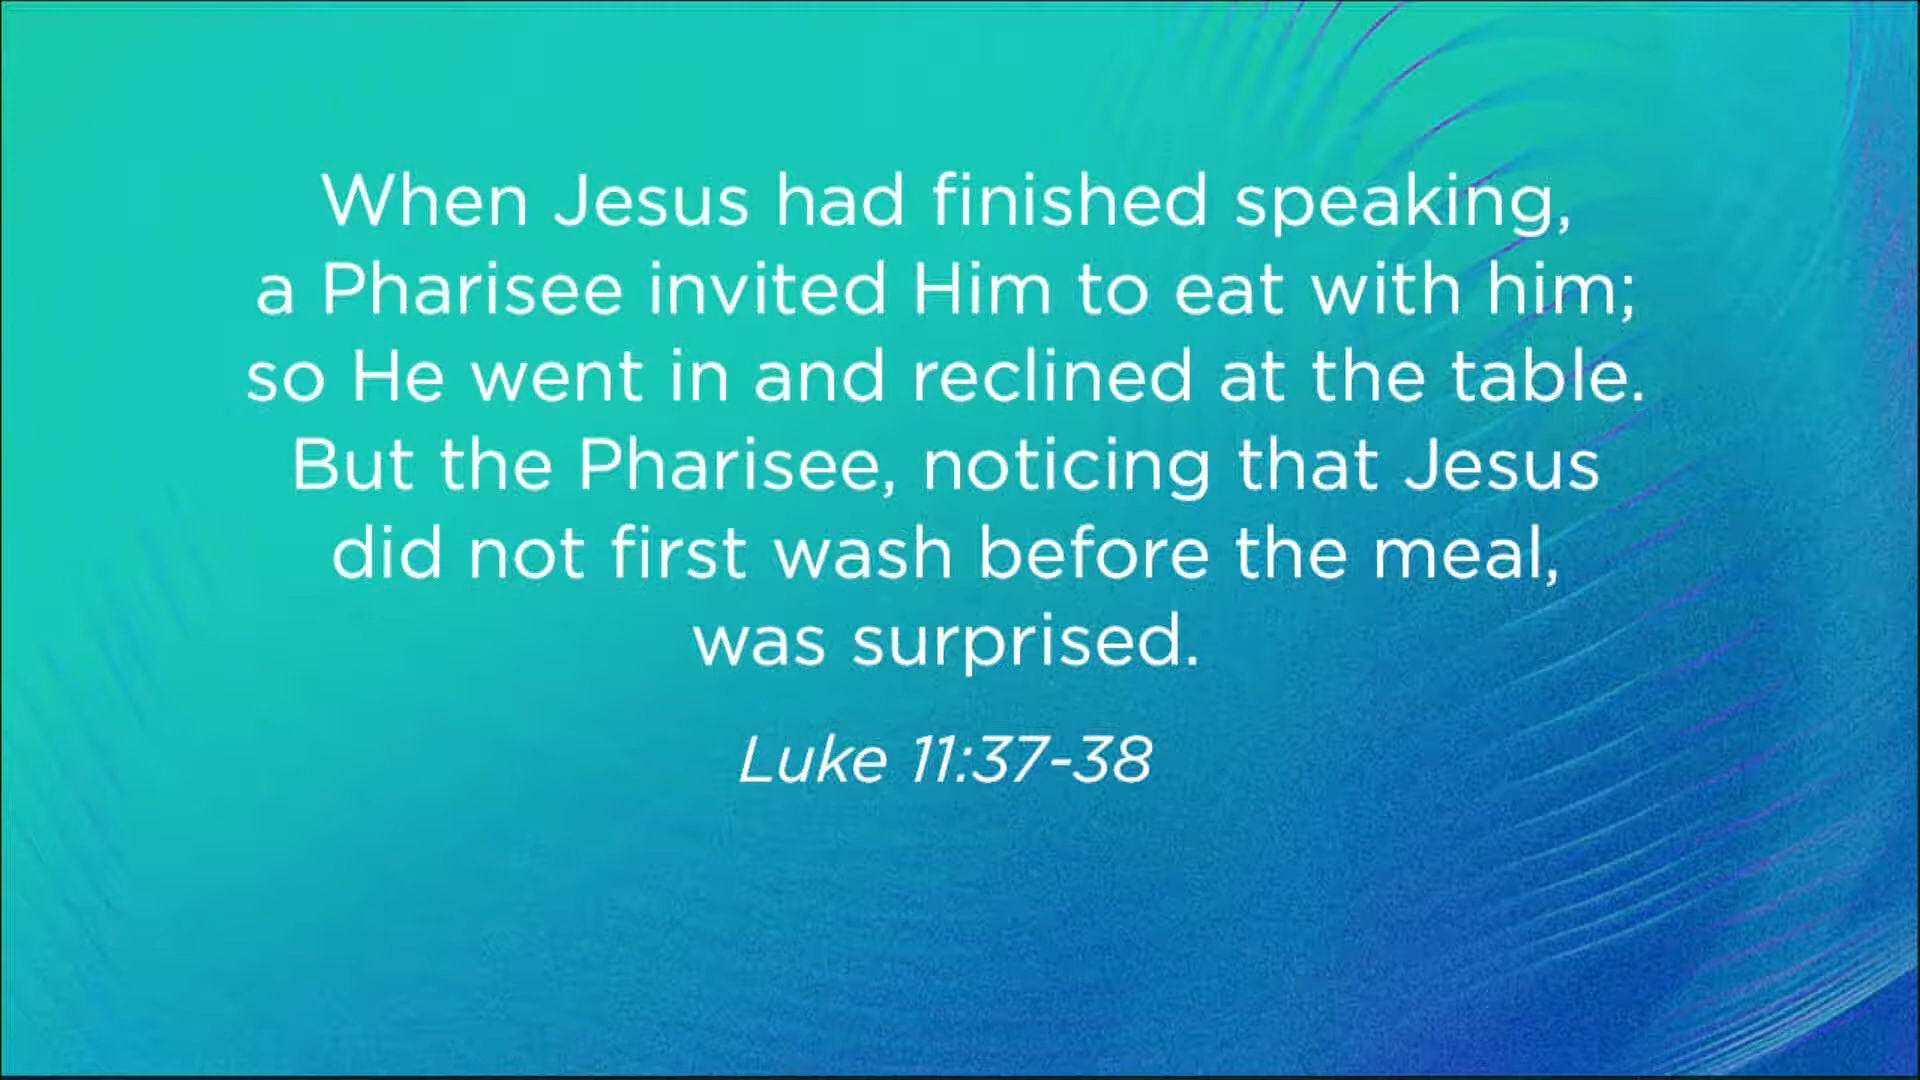 When Jesus had finished speaking,
a Pharisee invited Him to eat with him;
so He went in and reclined at the table.
But the Pharisee, noticing that Jesus
did not first wash before the meal,
was surprised.
Luke 11:37-38